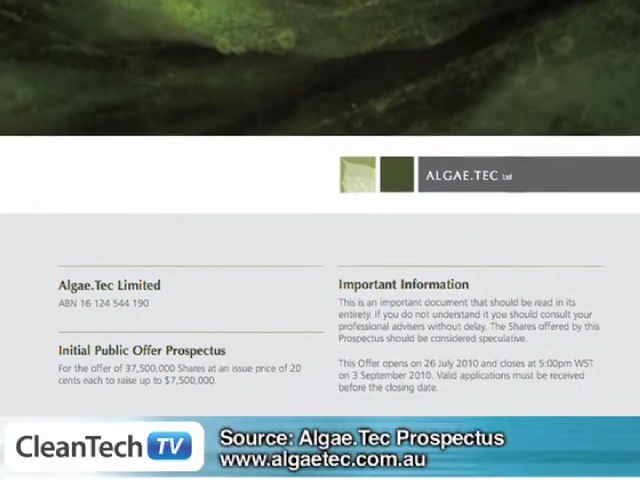 ALGAE.TEC Ltd
Algae.Tec Limited
ABN 16 124 544 190
Initial Public Offer Prospectus
For the offer of 37,500,000 Shares at an issue price of 20
cents each to raise up to $7,500,000.
Important Information
This is an important document that should be read in its
entirety. If you do not understand it you should consult your
professional advisers without delay. The Shares offered by this
Prospectus should be considered speculative.
This Offer opens on 26 July 2010 and closes at 5:00pm WST
on 3 September 2010. Valid applications must be received
before the closing date.
CleanTech TV
Source: Algae.Tec Prospectus
www.algaetec.com.au